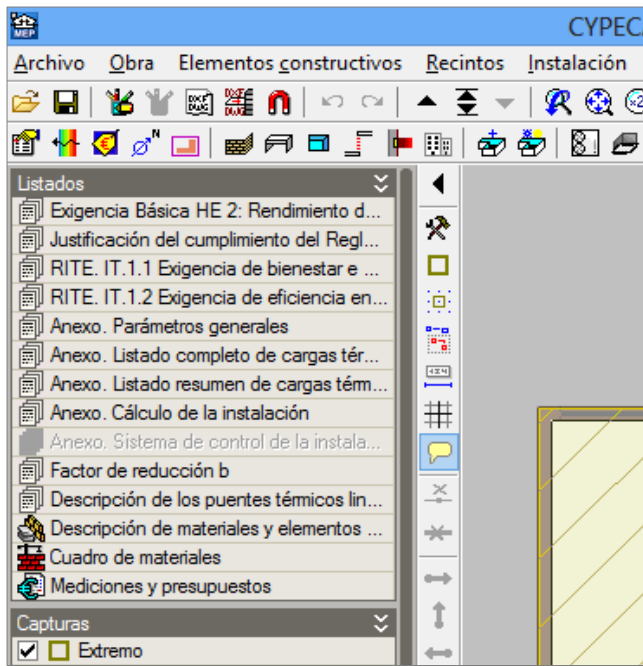 MEP
CYPECA
Archivo Obra Elementos constructivos Recintos Instalación
Listados
Exigencia Básica HE 2: Rendimiento d...
Justificación del cumplimiento del Regl...
RITE. IT.1.1 Exigencia de bienestar e ...
RITE. IT.1.2 Exigencia de eficiencia en...
Anexo. Parámetros generales
Anexo. Listado completo de cargas tér...
Anexo. Listado resumen de cargas térm...
Anexo. Cálculo de la instalación
Anexo. Sistema de control de la instala...
Factor de reducción b
Descripción de los puentes térmicos lin...
Descripción de materiales y elementos ...
Cuadro de materiales
Mediciones y presupuestos
Capturas
Extremo